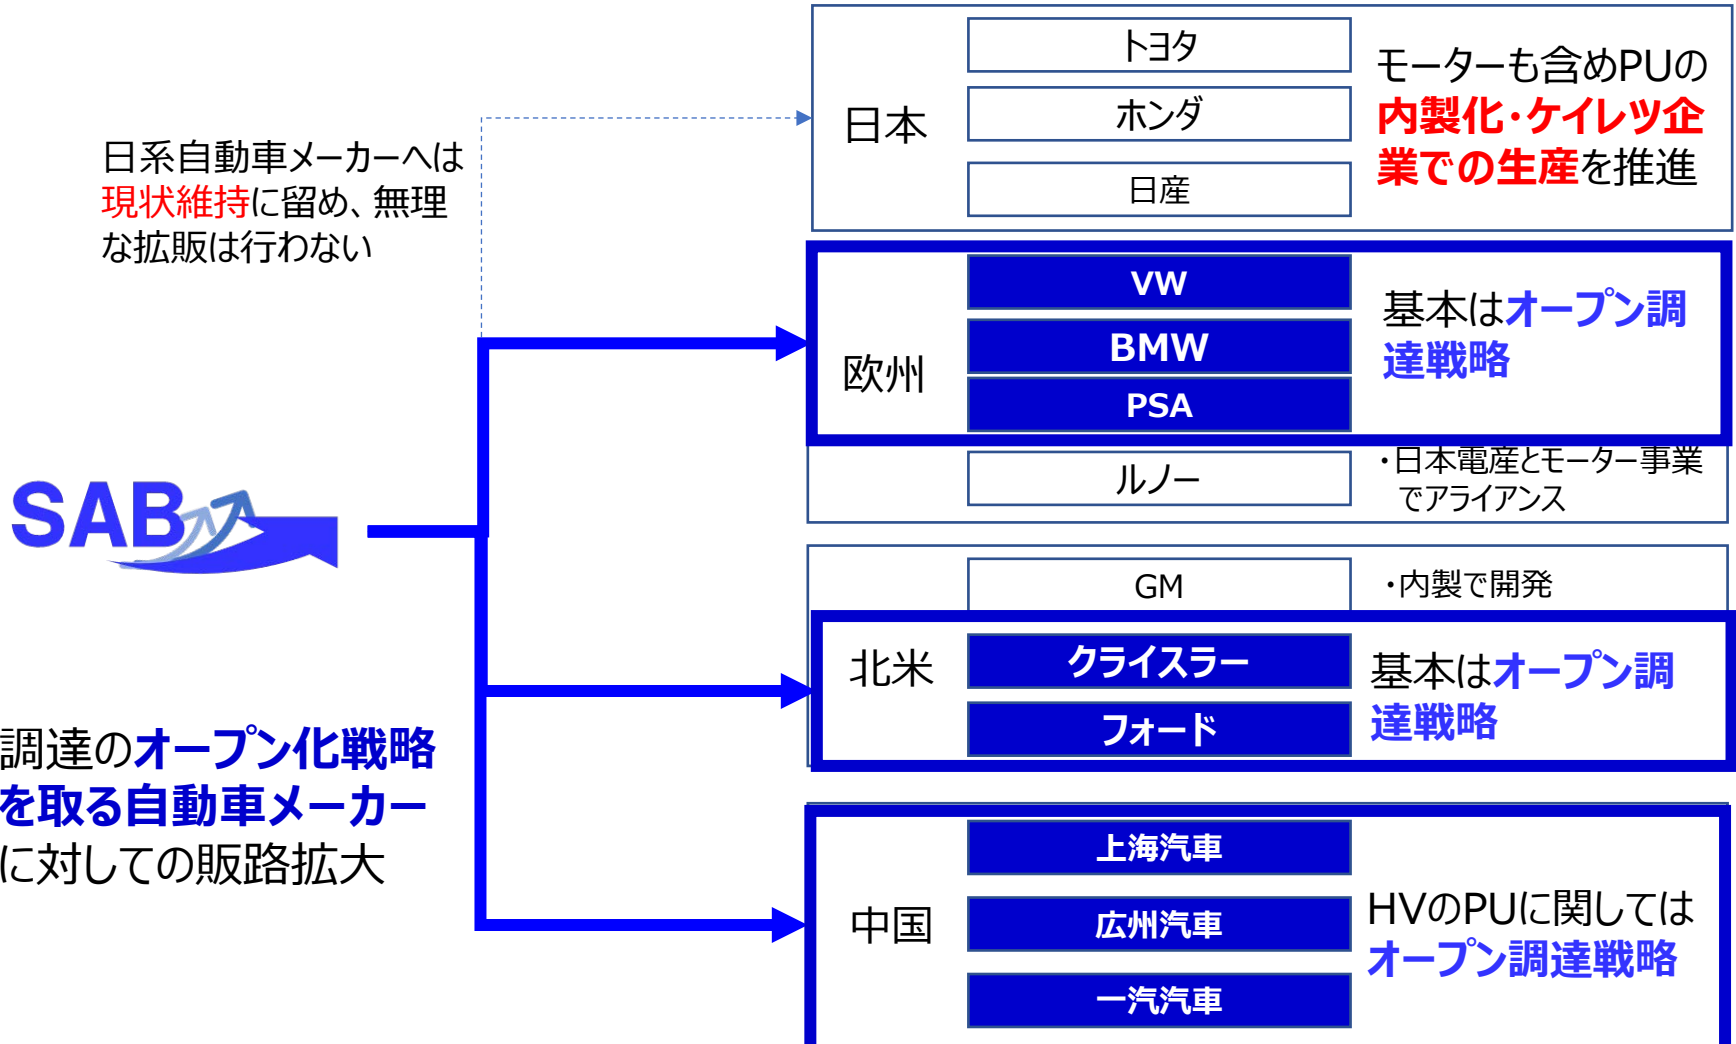 日系自動車メーカーへは
現状維持に留め、無理
な拡販は行わない
SAB
調達のオープン化戦略
を取る自動車メーカー
に対しての販路拡大
日本
トヨタ
ホンダ
日産
モーターも含めPUの
内製化・ケイレツ企
業での生産を推進
欧州
VW
BMW
PSA
基本はオープン調
達戦略
ルノー
・日本電産とモーター事業
でアライアンス
北米
GM
・内製で開発
クライスラー
フォード
基本はオープン調
達戦略
中国
上海汽車
広州汽車
一汽汽車
HVのPUに関しては
オープン調達戦略